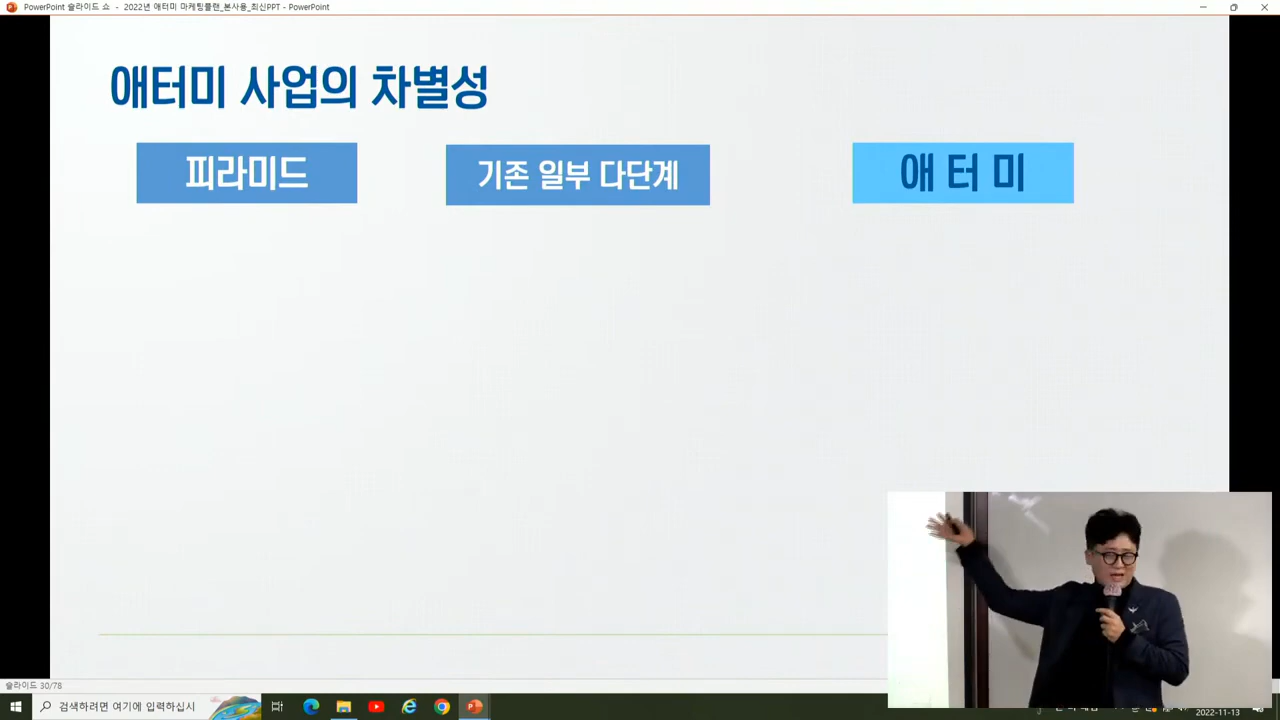 PowerPoint 슬라이드 쇼 - 2022년 애터미 마케팅플랜_본사용_최신PPT - PowerPoint
애터미 사업의 차별성
피라미드
기존 일부 다단계
애 터 미
슬라이드 30/78
검색하려면 여기에 입력하십시
2022-11-13